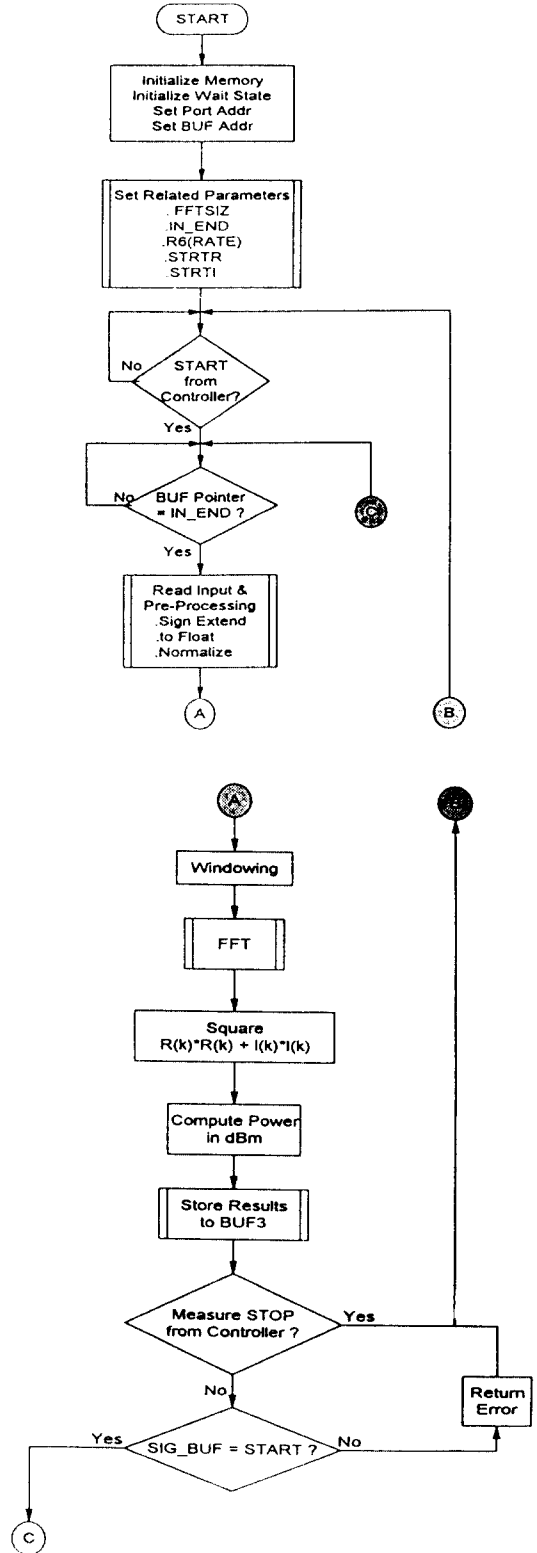 START
Initialize Memory
Initialize Wait State
Set Port Addr
Set BUF Addr
Set Related Parameters
. FFTSIZ
.IN_END
.R6(RATE)
.STRTR
.STRTI
No
START
from
Controller?
Yes
No
BUF Pointer
= IN_END ?
C
Yes
Read Input &
Pre-Processing
.Sign Extend
.to Float
.Normalize
A
B
A
B
Windowing
FFT
Square
R(k)*R(k) + I(k)*I(k)
Compute Power
in dBm
Store Results
to BUF3
Measure STOP
from Controller ?
Yes
No
Return
Error
Yes
SIG_BUF = START ?
No
C